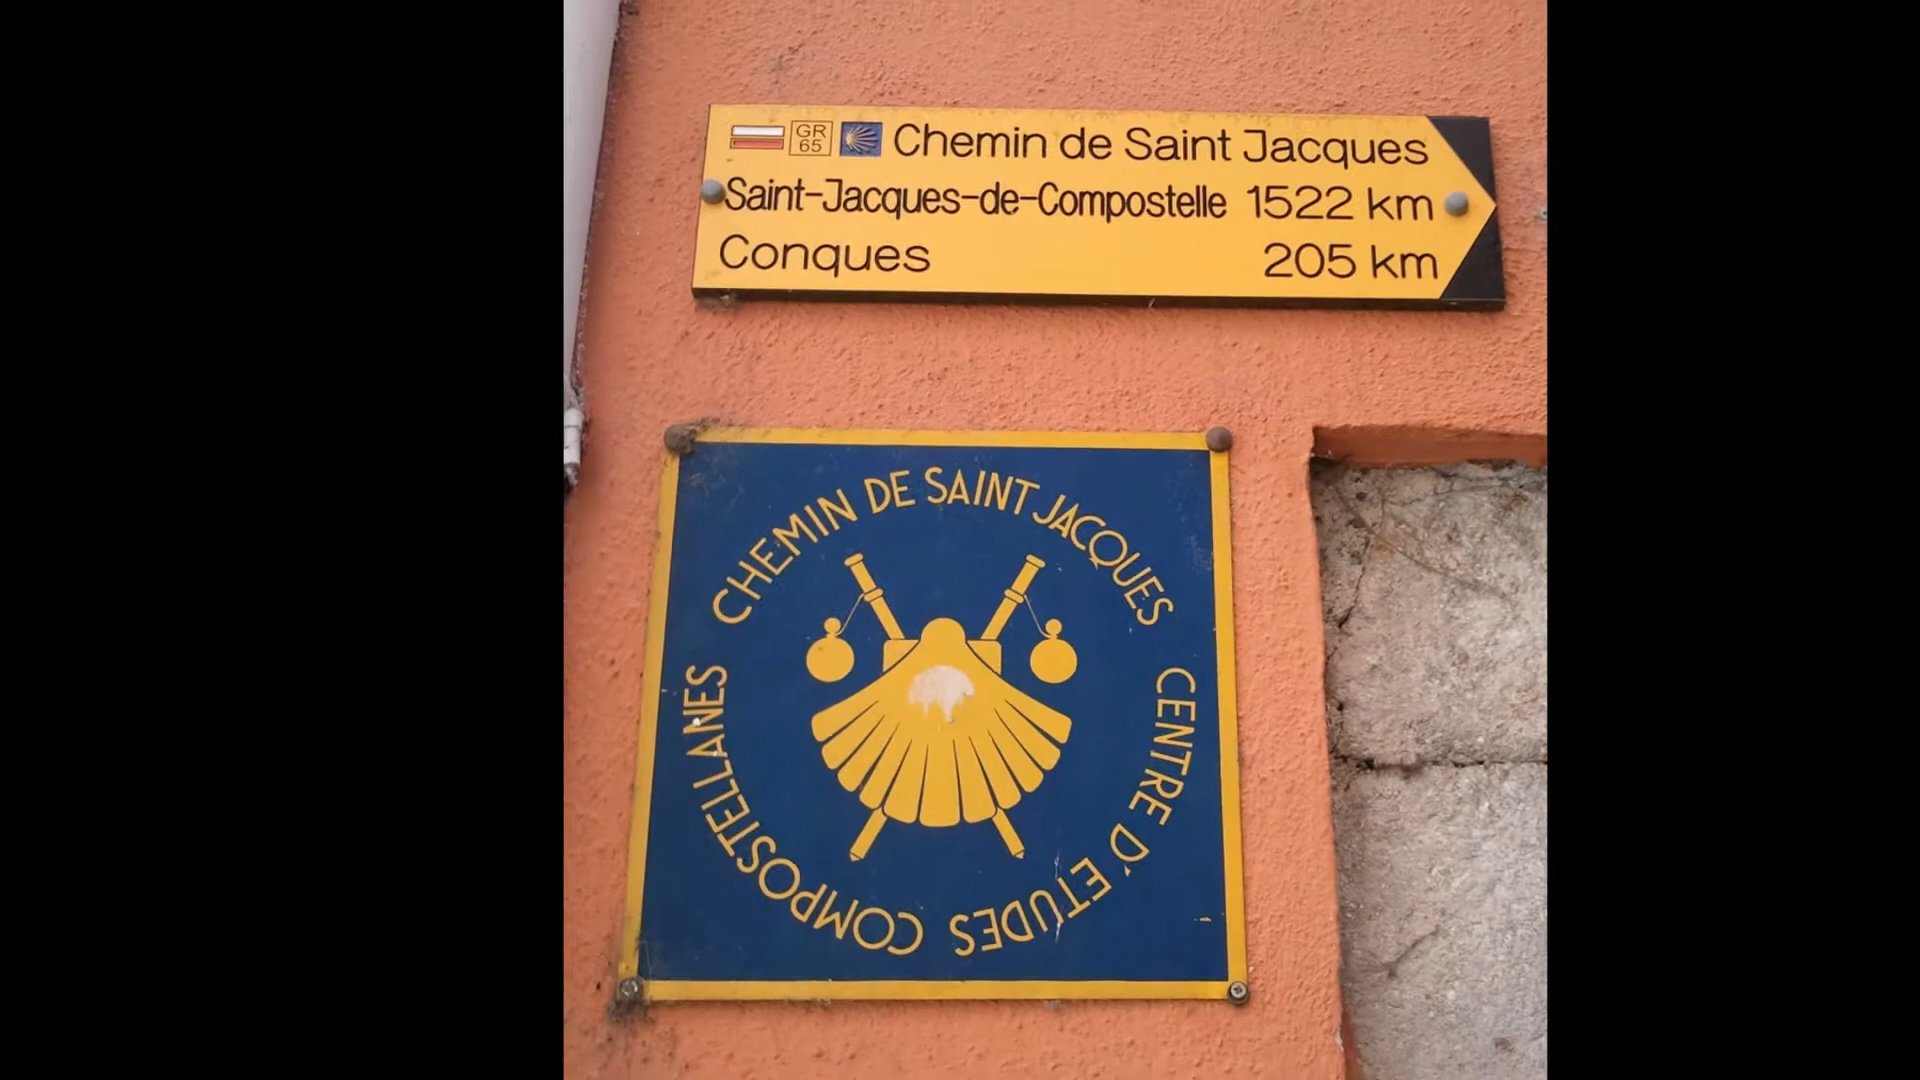 GR
65
Chemin de Saint Jacques
Saint-Jacques-de-Compostelle 1522 km
Conques 205 km
CHEMIN DE SAINT JACQUES
CENTRE D'ETUDES COMPOSTELLANES